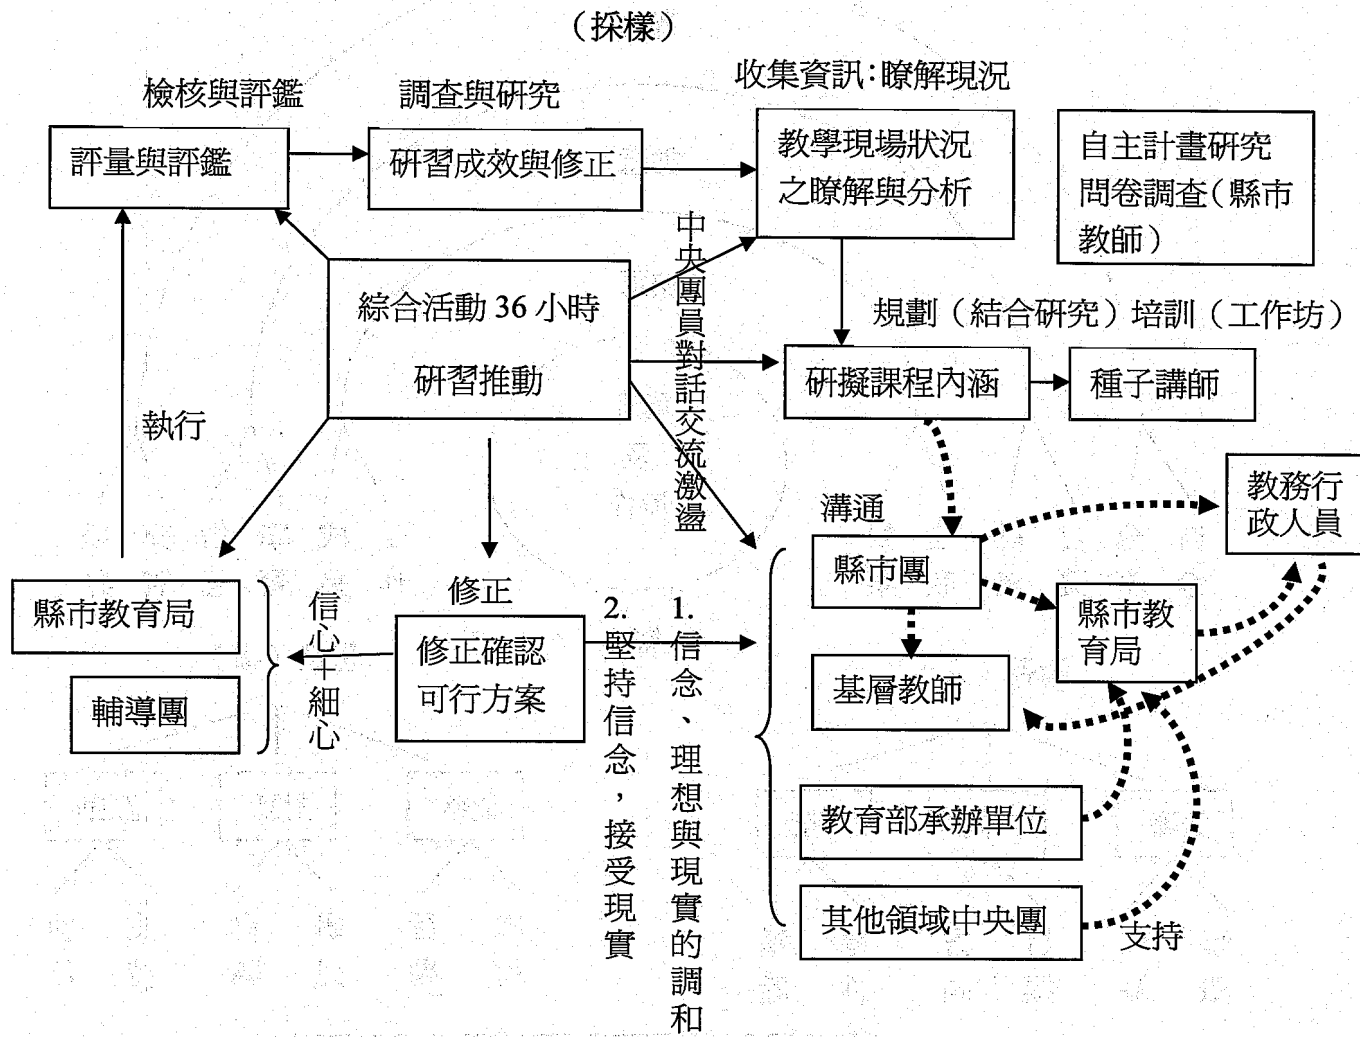 （採樣）
檢核與評鑑
調查與研究
收集資訊：瞭解現況
評量與評鑑
研習成效與修正
教學現場狀況
之瞭解與分析
自主計畫研究
問卷調查（縣市
教師）
中央團員對話交流激盪
綜合活動 36 小時
研習推動
規劃（結合研究）培訓（工作坊）
研擬課程內涵
種子講師
執行
教務行
政人員
溝通
縣市團
縣市教育局
輔導團
信心＋細心
修正
修正確認
可行方案
1. 信念、理想與現實的調和
2. 堅持信念，接受現實
縣市教
育局
基層教師
教育部承辦單位
其他領域中央團
支持